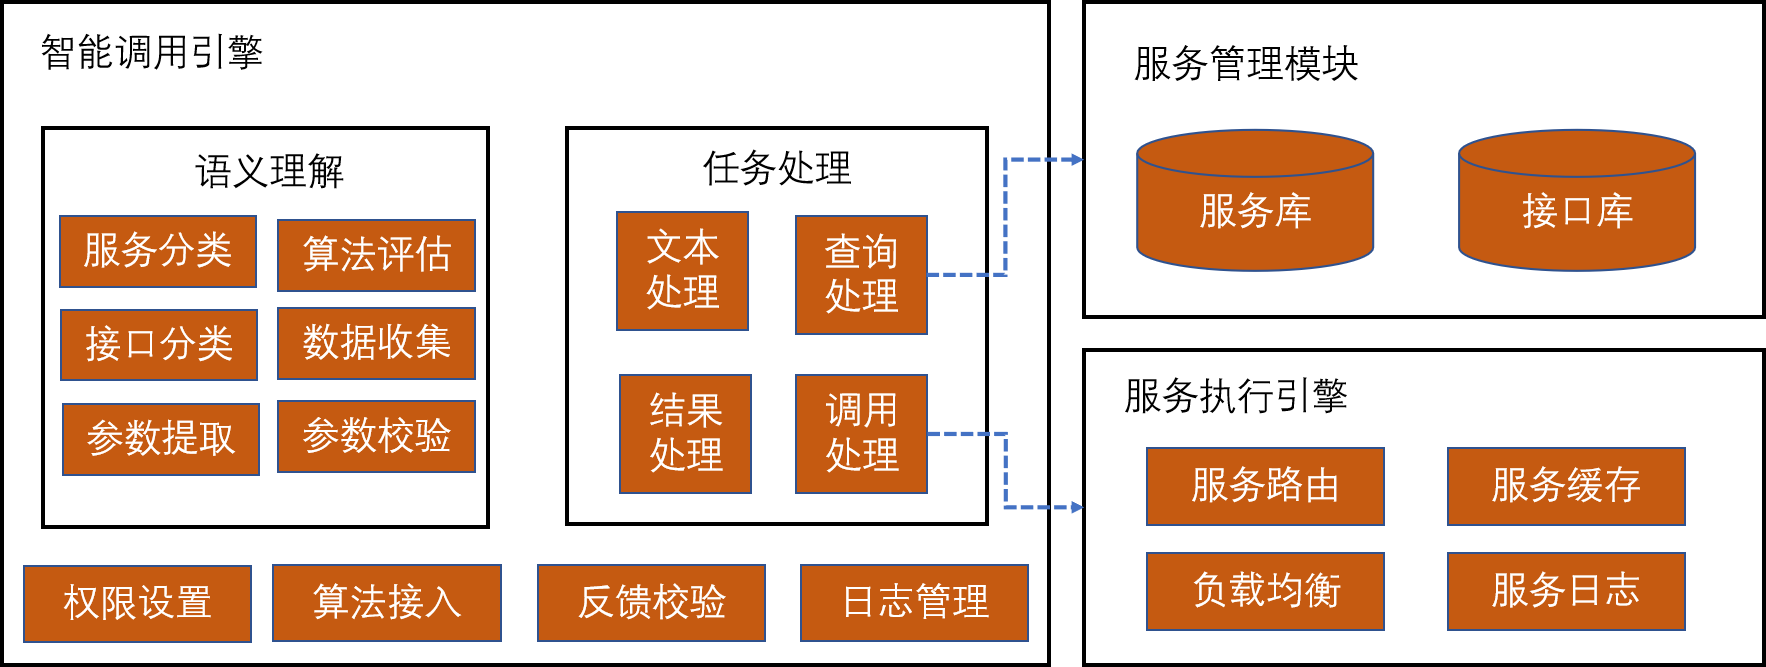 智能调用引擎
语义理解
服务分类
算法评估
接口分类
数据收集
参数提取
参数校验
任务处理
文本
处理
查询
处理
结果
处理
调用
处理
权限设置
算法接入
反馈校验
日志管理
服务管理模块
服务库
接口库
服务执行引擎
服务路由
服务缓存
负载均衡
服务日志